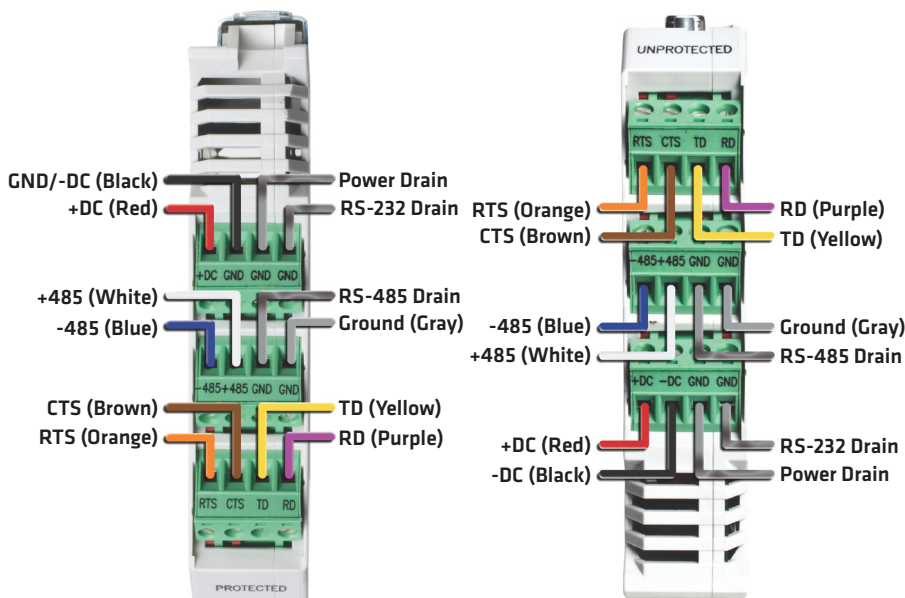 GND/-DC (Black)
Power Drain
+DC (Red)
RS-232 Drain
+DC GND GND GND
+485 (White)
RS-485 Drain
-485 (Blue)
Ground (Gray)
-485+485 GND GND
CTS (Brown)
TD (Yellow)
RTS (Orange)
RD (Purple)
RTS CTS TD RD
PROTECTED
UNPROTECTED
RTS CTS TD RD
RTS (Orange)
RD (Purple)
CTS (Brown)
TD (Yellow)
-485+485 GND GND
-485 (Blue)
Ground (Gray)
+485 (White)
RS-485 Drain
+DC -DC GND GND
+DC (Red)
RS-232 Drain
-DC (Black)
Power Drain